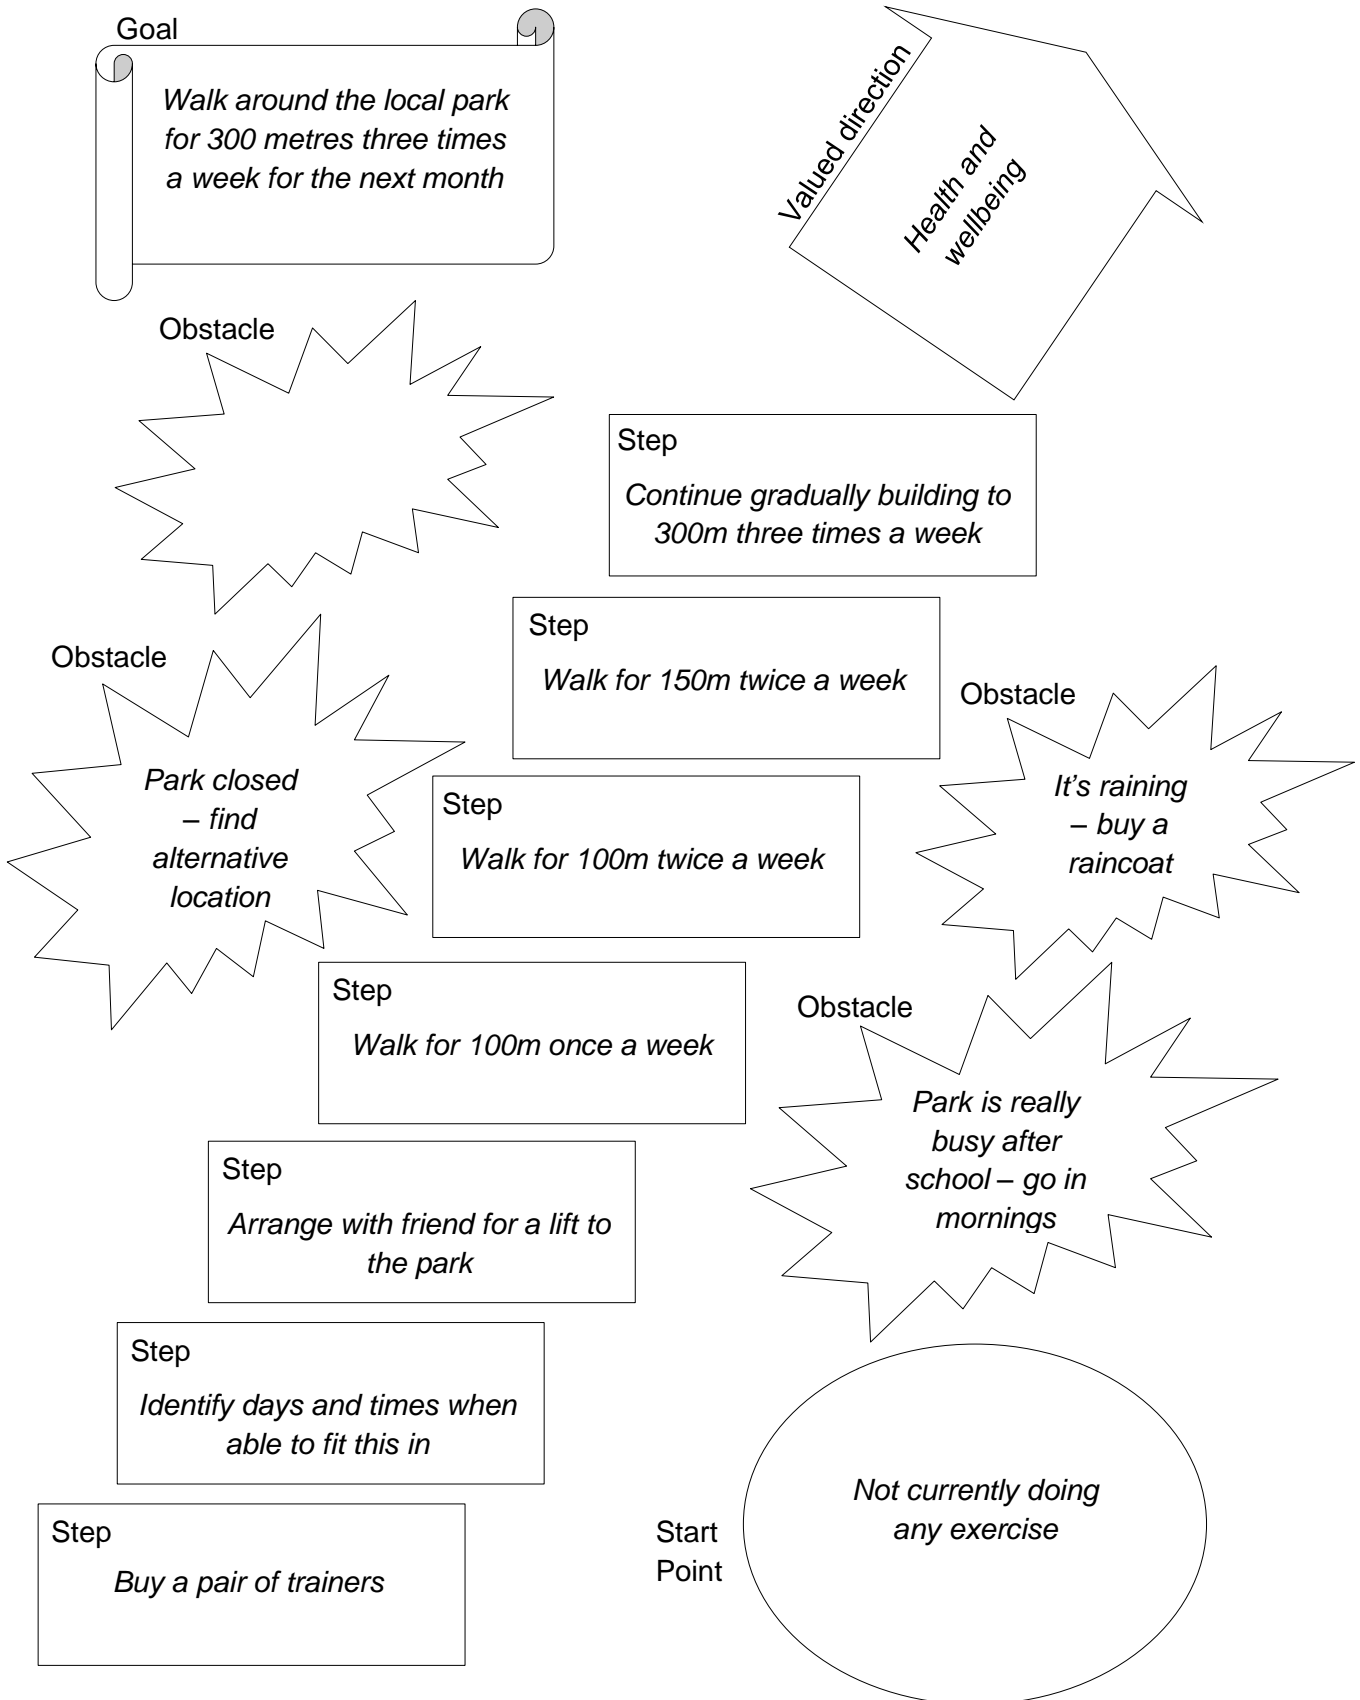 Goal
Walk around the local park
for 300 metres three times
a week for the next month
Valued direction
Health and
wellbeing
Obstacle
Step
Continue gradually building to
300m three times a week
Step
Walk for 150m twice a week
Obstacle
Park closed
– find
alternative
location
Obstacle
It’s raining
– buy a
raincoat
Step
Walk for 100m twice a week
Step
Walk for 100m once a week
Obstacle
Park is really
busy after
school – go in
mornings
Step
Arrange with friend for a lift to
the park
Step
Identify days and times when
able to fit this in
Step
Buy a pair of trainers
Start
Point
Not currently doing
any exercise